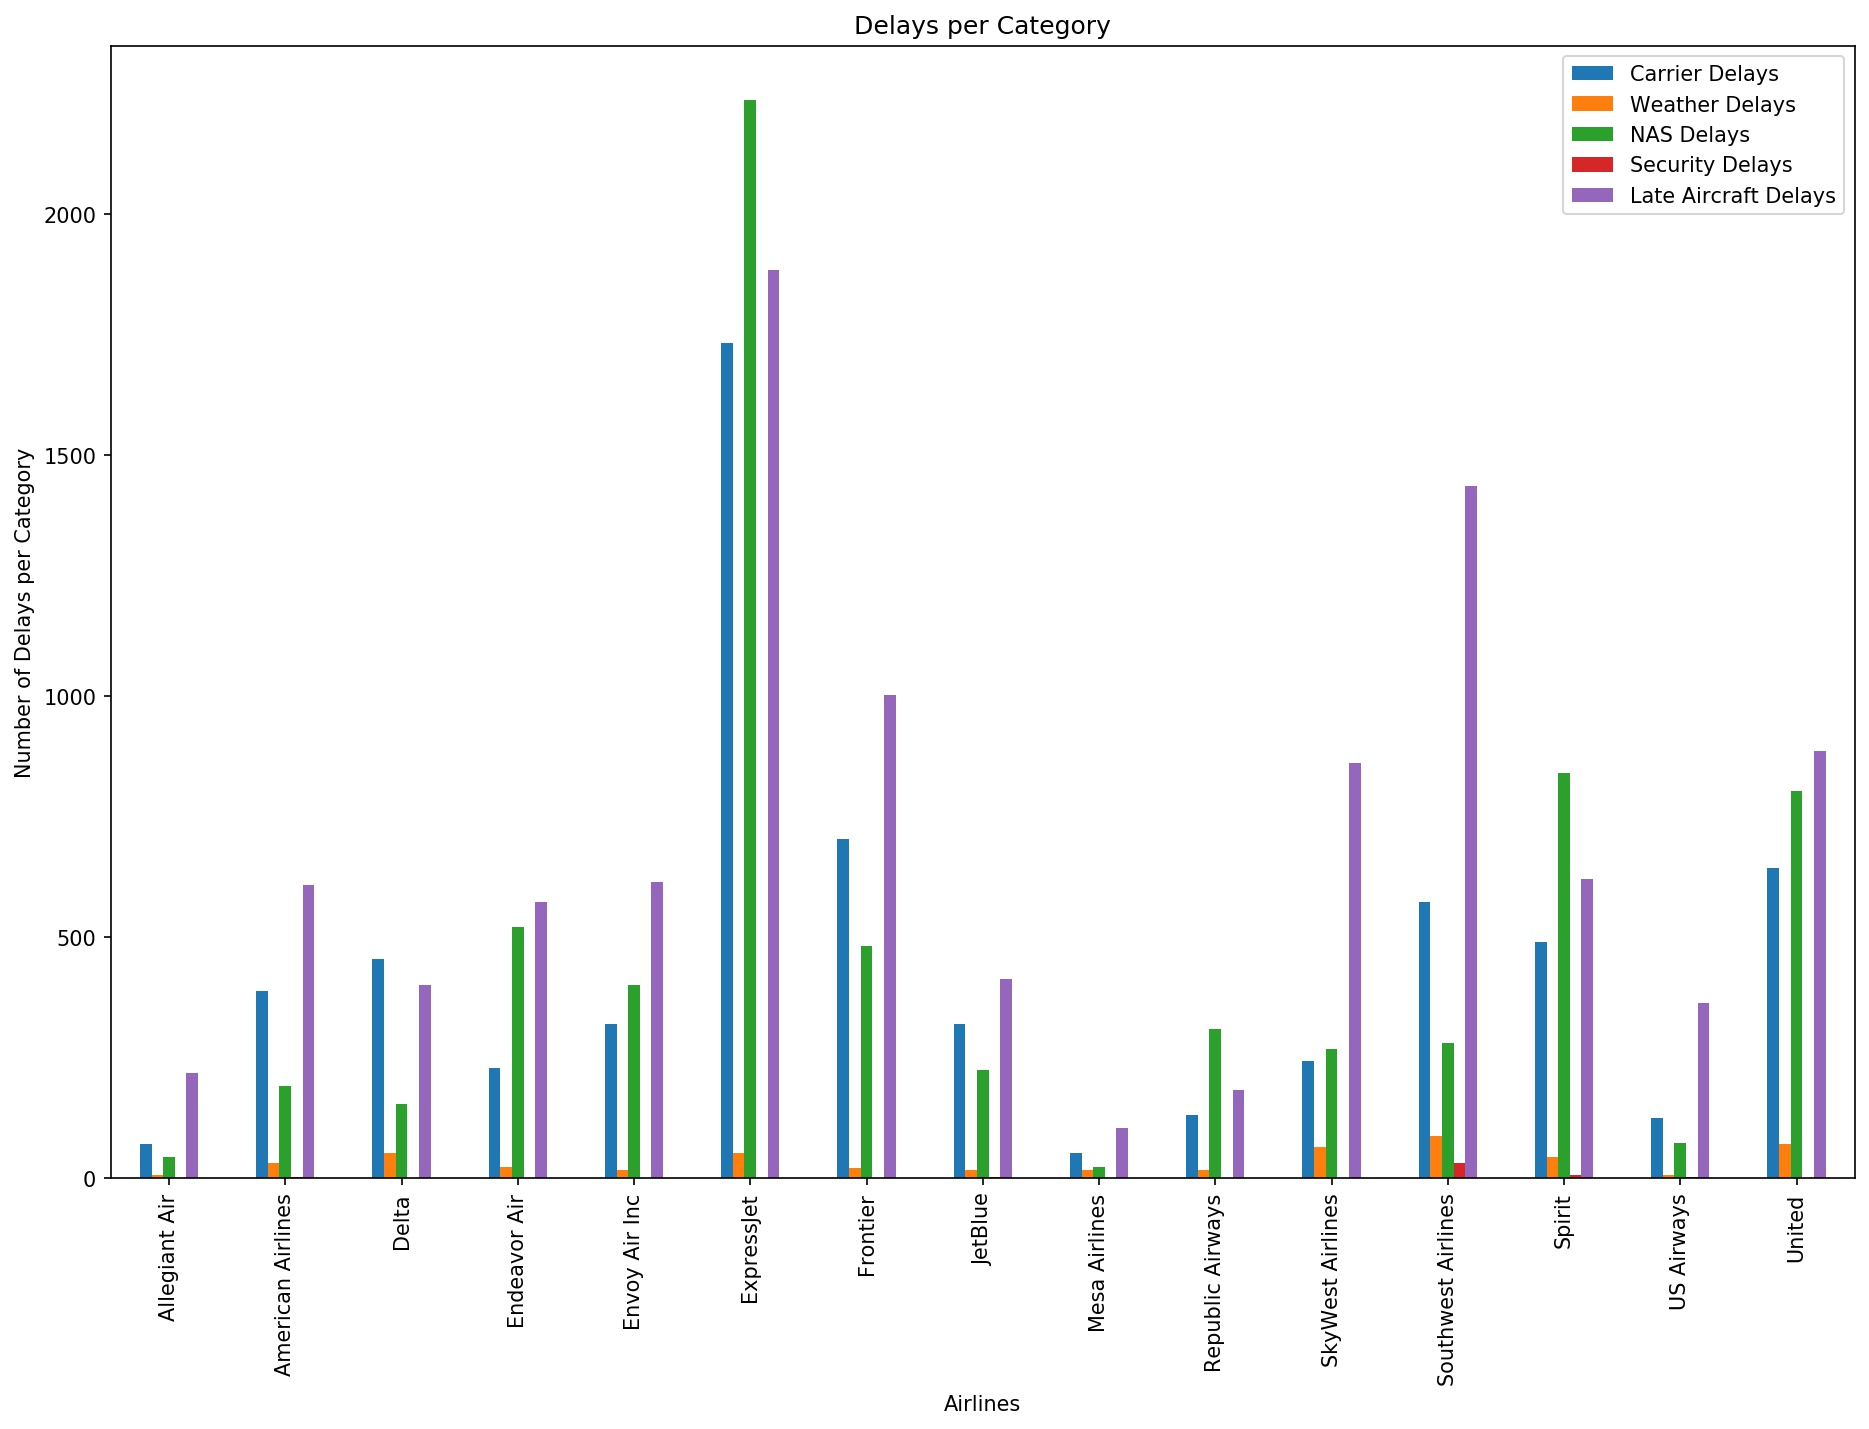 Delays per Category
Carrier Delays
Weather Delays
NAS Delays
Security Delays
Late Aircraft Delays
Number of Delays per Category
2000
1500
1000
500
0
Allegiant Air
American Airlines
Delta
Endeavor Air
Envoy Air Inc
ExpressJet
Frontier
JetBlue
Mesa Airlines
Republic Airways
SkyWest Airlines
Southwest Airlines
Spirit
US Airways
United
Airlines